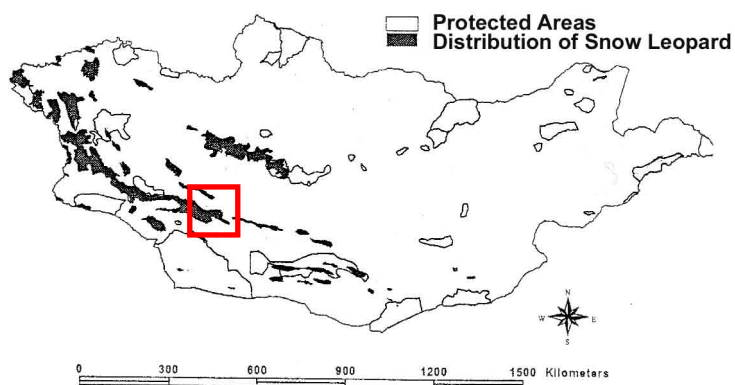 Protected Areas
Distribution of Snow Leopard
N
W E
S
0 300 600 900 1200 1500 Kilometers